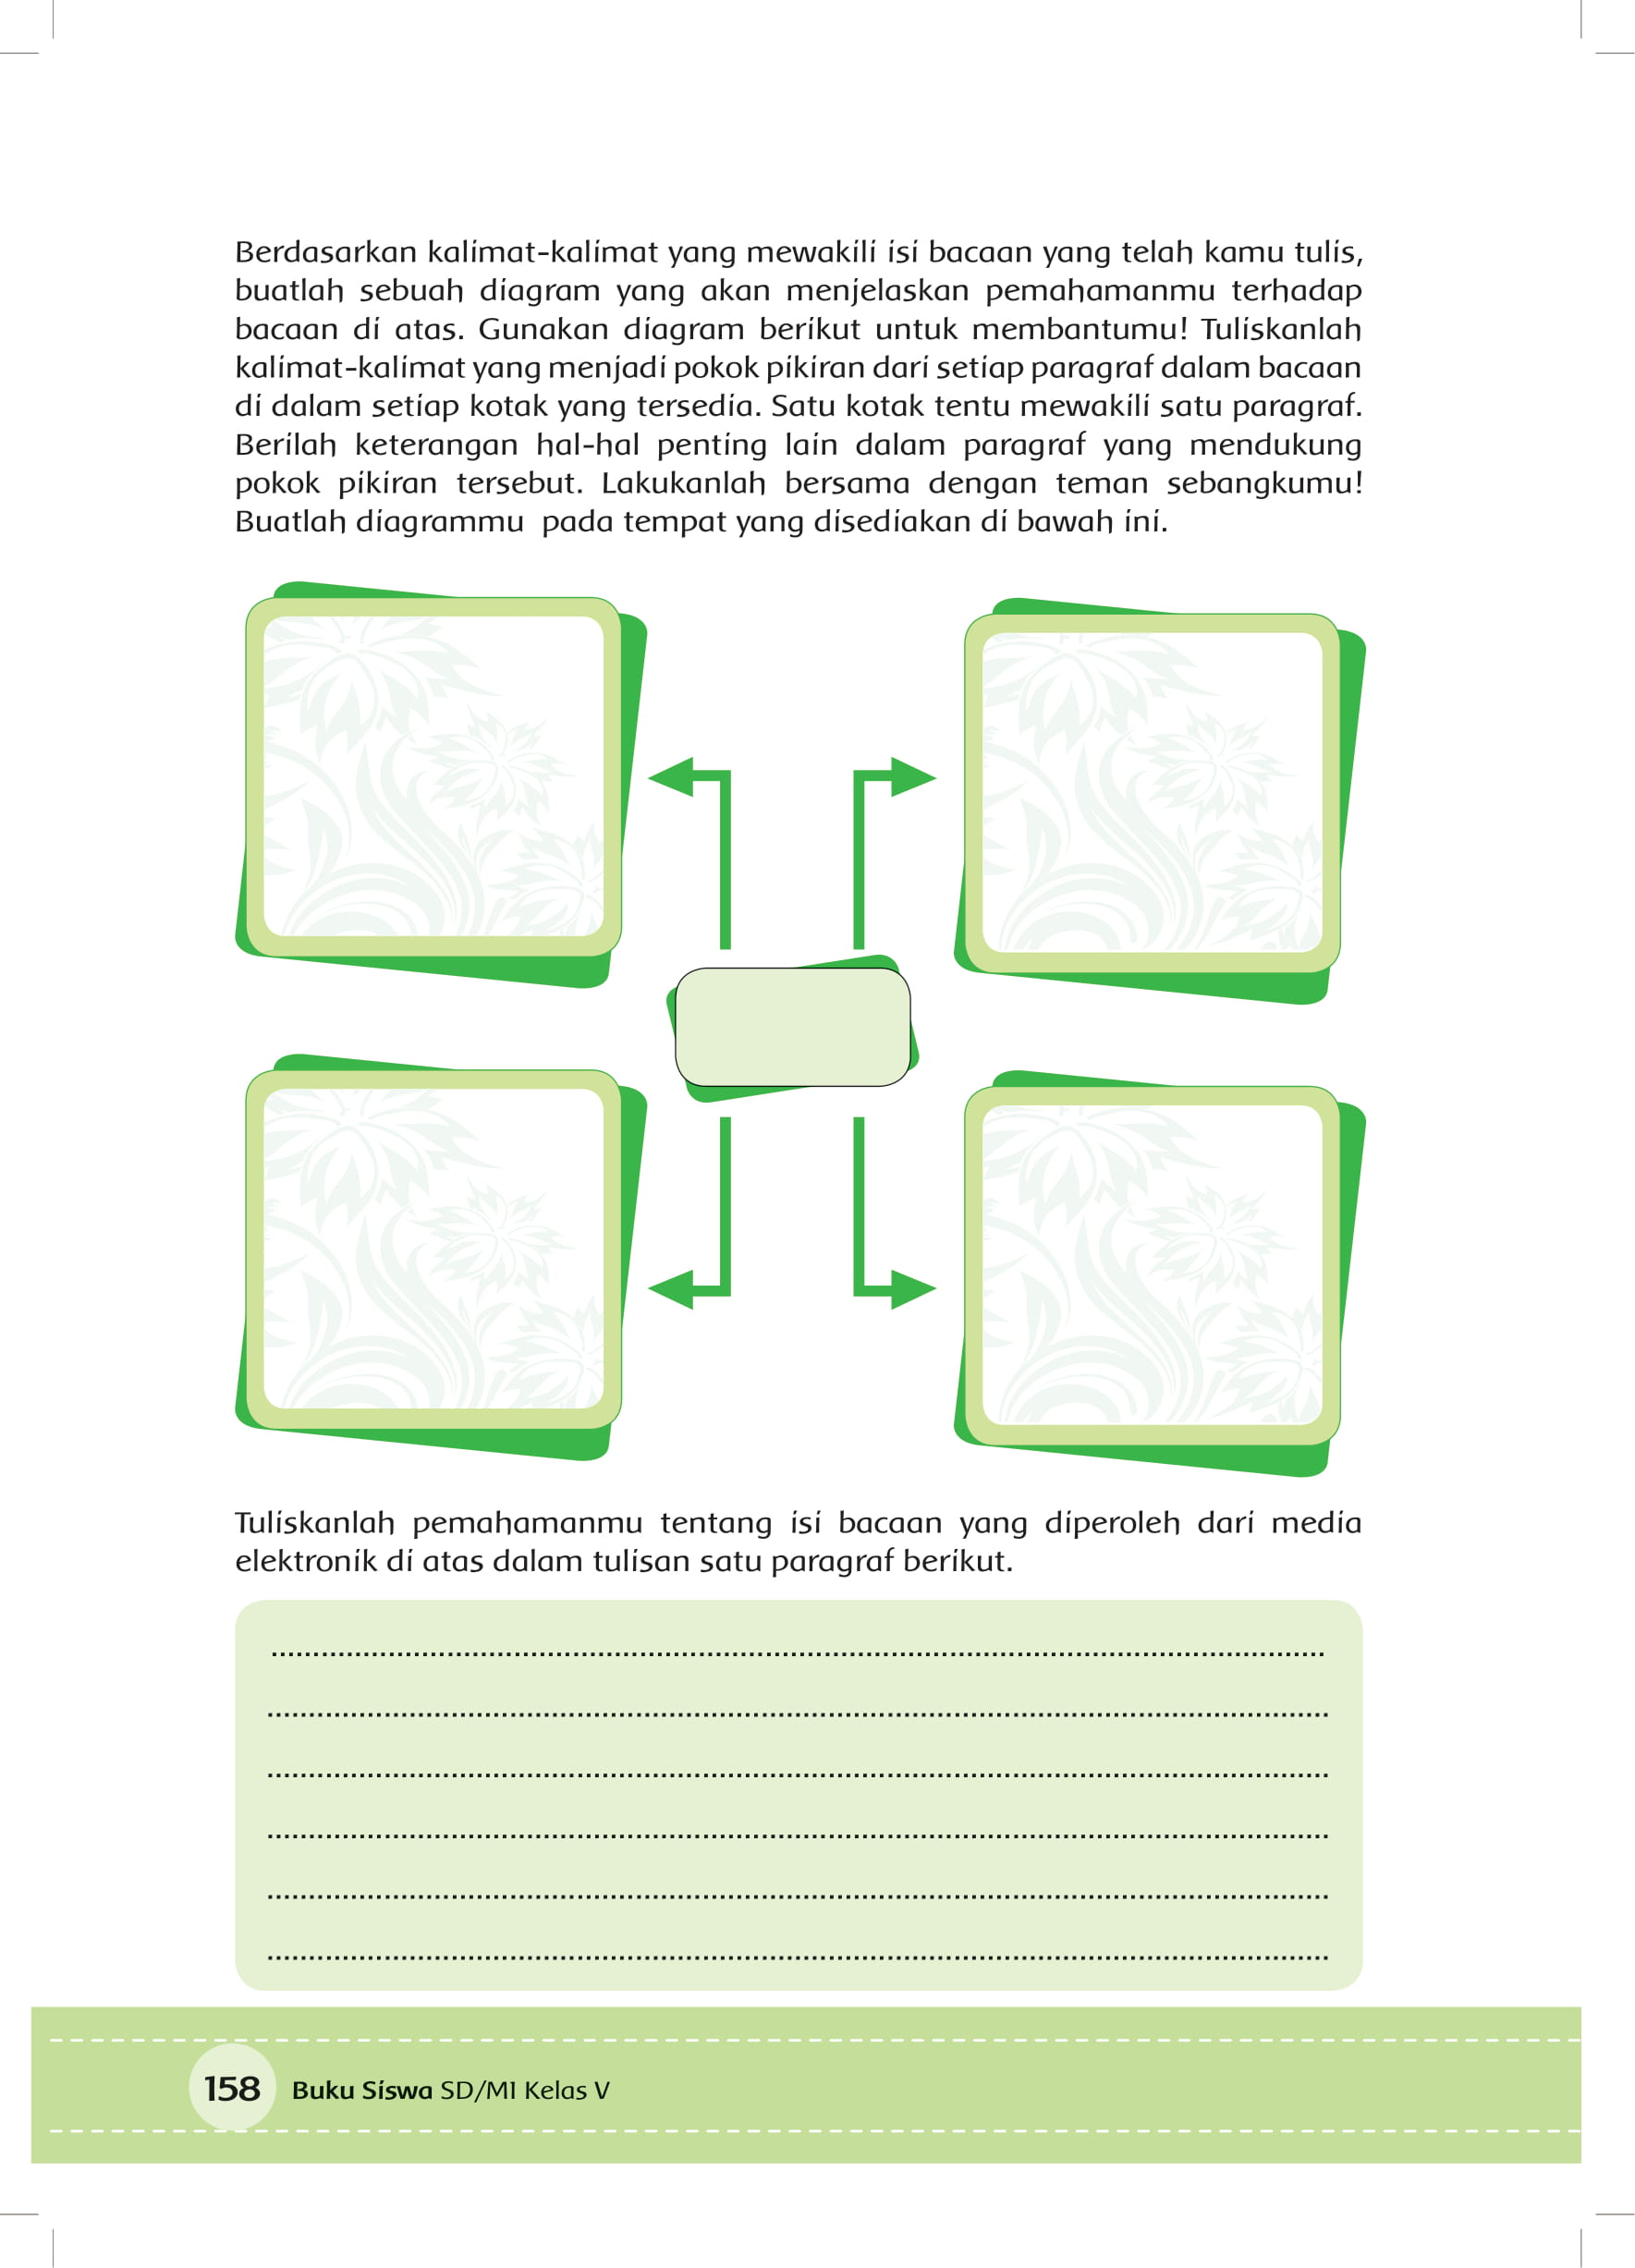 Berdasarkan kalimat-kalimat yang mewakili isi bacaan yang telah kamu tulis,
buatlah sebuah diagram yang akan menjelaskan pemahamanmu terhadap
bacaan di atas. Gunakan diagram berikut untuk membantumu! Tuliskanlah
kalimat-kalimat yang menjadi pokok pikiran dari setiap paragraf dalam bacaan
di dalam setiap kotak yang tersedia. Satu kotak tentu mewakili satu paragraf.
Berilah keterangan hal-hal penting lain dalam paragraf yang mendukung
pokok pikiran tersebut. Lakukanlah bersama dengan teman sebangkumu!
Buatlah diagrammu pada tempat yang disediakan di bawah ini.
Tuliskanlah pemahamanmu tentang isi bacaan yang diperoleh dari media
elektronik di atas dalam tulisan satu paragraf berikut.
158 Buku Siswa SD/MI Kelas V